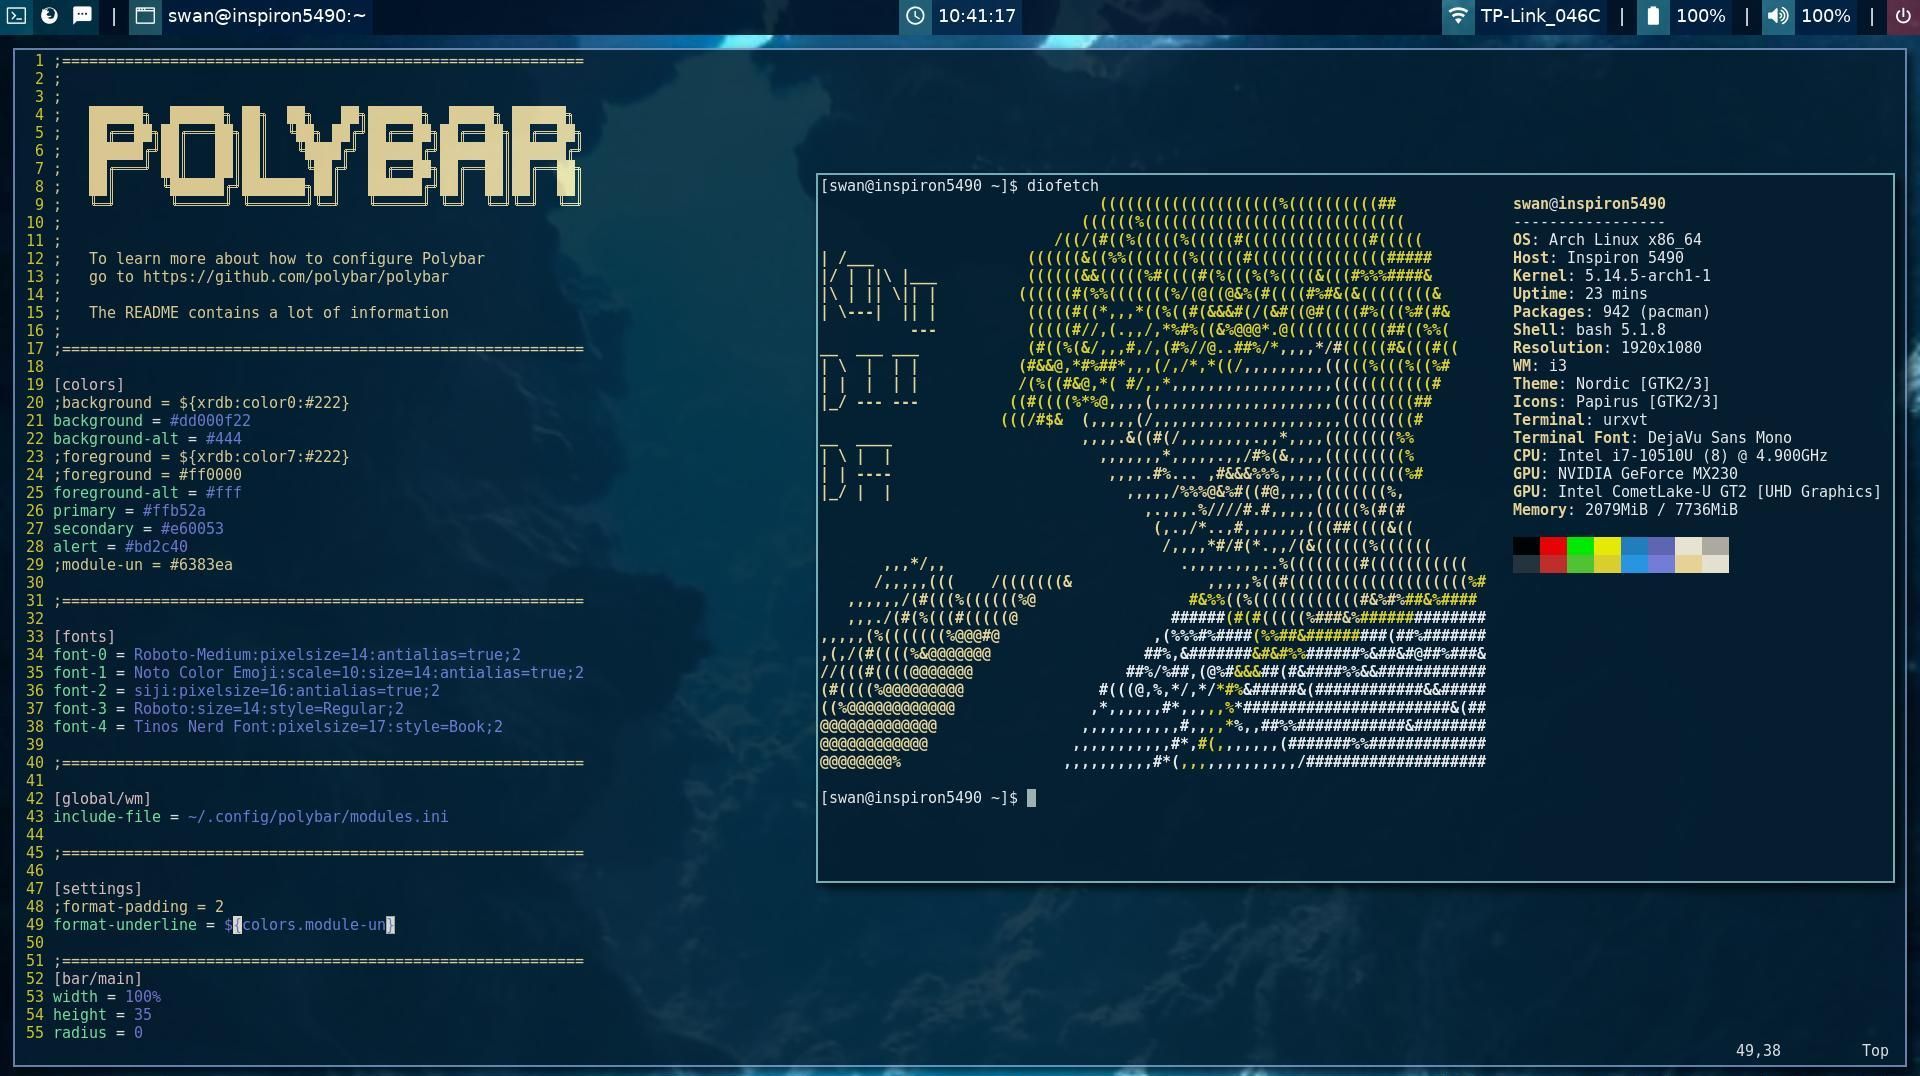 swan@inspiron5490:~
10:41:17
TP-Link_046C | 100% | 100% |
1 ;==========================================================
2 ;
3 ;
4 ;
5 ;
6 ; POLYBAR
7 ;
8 ;
9 ;
10 ;
11 ;
12 ;   To learn more about how to configure Polybar
13 ;   go to https://github.com/polybar/polybar
14 ;
15 ;   The README contains a lot of information
16 ;
17 ;==========================================================
18
19 [colors]
20 ;background = ${xrdb:color0:#222}
21 background = #dd000f22
22 background-alt = #444
23 ;foreground = ${xrdb:color7:#222}
24 ;foreground = #ff0000
25 foreground-alt = #fff
26 primary = #ffb52a
27 secondary = #e60053
28 alert = #bd2c40
29 ;module-un = #6383ea
30
31 ;==========================================================
32
33 [fonts]
34 font-0 = Roboto-Medium:pixelsize=14:antialias=true;2
35 font-1 = Noto Color Emoji:scale=10:size=14:antialias=true;2
36 font-2 = siji:pixelsize=16:antialias=true;2
37 font-3 = Roboto:size=14:style=Regular;2
38 font-4 = Tinos Nerd Font:pixelsize=17:style=Book;2
39
40 ;==========================================================
41
42 [global/wm]
43 include-file = ~/.config/polybar/modules.ini
44
45 ;==========================================================
46
47 [settings]
48 ;format-padding = 2
49 format-underline = ${colors.module-un}
50
51 ;==========================================================
52 [bar/main]
53 width = 100%
54 height = 35
55 radius = 0
49,38 Top
[swan@inspiron5490 ~]$ diofetch
swan@inspiron5490
-----------------
OS: Arch Linux x86_64
Host: Inspiron 5490
Kernel: 5.14.5-arch1-1
Uptime: 23 mins
Packages: 942 (pacman)
Shell: bash 5.1.8
Resolution: 1920x1080
WM: i3
Theme: Nordic [GTK2/3]
Icons: Papirus [GTK2/3]
Terminal: urxvt
Terminal Font: DejaVu Sans Mono
CPU: Intel i7-10510U (8) @ 4.900GHz
GPU: NVIDIA GeForce MX230
GPU: Intel CometLake-U GT2 [UHD Graphics]
Memory: 2079MiB / 7736MiB
[swan@inspiron5490 ~]$